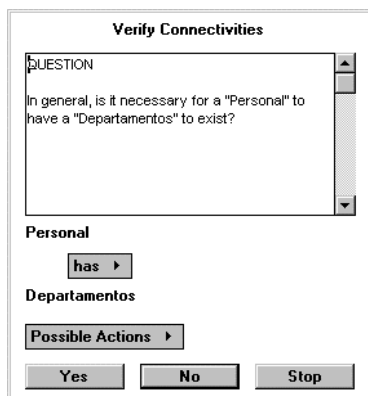 Verify Connectivities
QUESTION
In general, is it necessary for a "Personal" to
have a "Departamentos" to exist?
Personal
has
Departamentos
Possible Actions
Yes No Stop